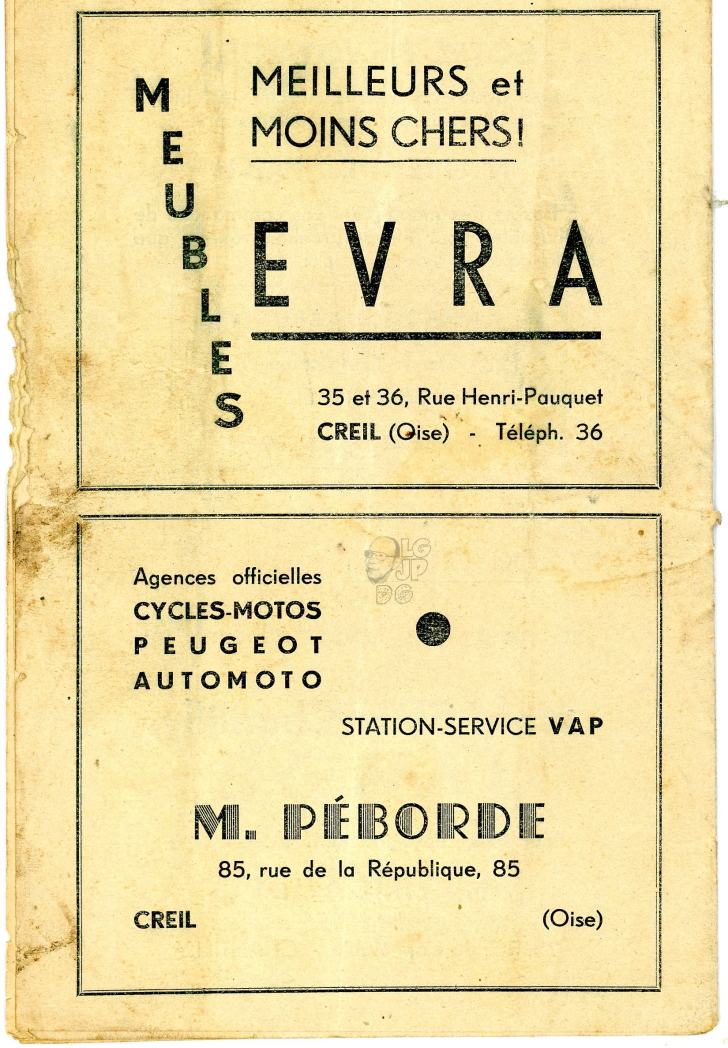 MEUBLES
MEILLEURS et
MOINS CHERS!
EVRA
35 et 36, Rue Henri-Pauquet
CREIL (Oise) - Téléph. 36
LG
JP
DG
Agences officielles
CYCLES-MOTOS
PEUGEOT
AUTOMOTO
STATION-SERVICE VAP
M. PÉBORDE
85, rue de la République, 85
CREIL (Oise)